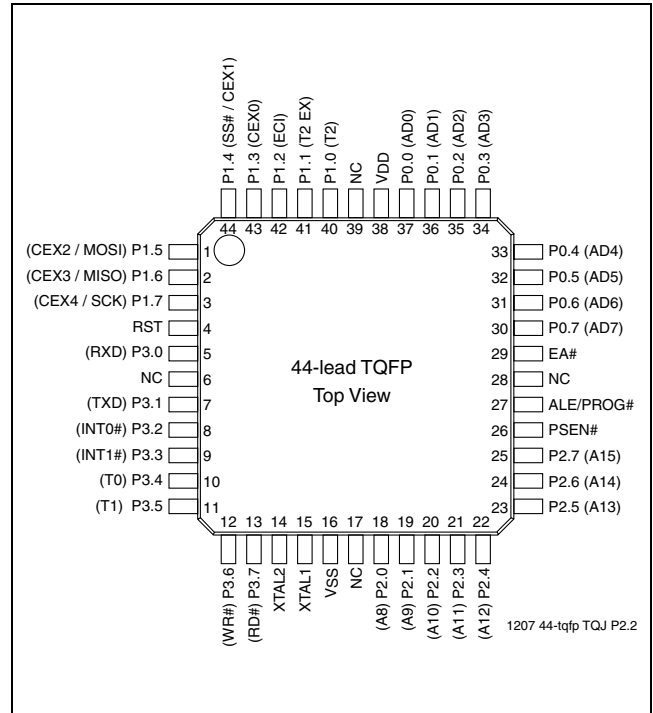 P1.4 (SS# / CEX1)
P1.3 (CEX0)
P1.2 (ECI)
P1.1 (T2 EX)
P1.0 (T2)
NC
VDD
P0.0 (AD0)
P0.1 (AD1)
P0.2 (AD2)
P0.3 (AD3)
44 43 42 41 40 39 38 37 36 35 34
(CEX2 / MOSI) P1.5 1
(CEX3 / MISO) P1.6 2
(CEX4 / SCK) P1.7 3
RST 4
(RXD) P3.0 5
NC 6
(TXD) P3.1 7
(INT0#) P3.2 8
(INT1#) P3.3 9
(T0) P3.4 10
(T1) P3.5 11
44-lead TQFP
Top View
33 P0.4 (AD4)
32 P0.5 (AD5)
31 P0.6 (AD6)
30 P0.7 (AD7)
29 EA#
28 NC
27 ALE/PROG#
26 PSEN#
25 P2.7 (A15)
24 P2.6 (A14)
23 P2.5 (A13)
12 13 14 15 16 17 18 19 20 21 22
(WR#) P3.6
(RD#) P3.7
XTAL2
XTAL1
VSS
NC
(A8) P2.0
(A9) P2.1
(A10) P2.2
(A11) P2.3
(A12) P2.4
1207 44-tqfp TQJ P2.2